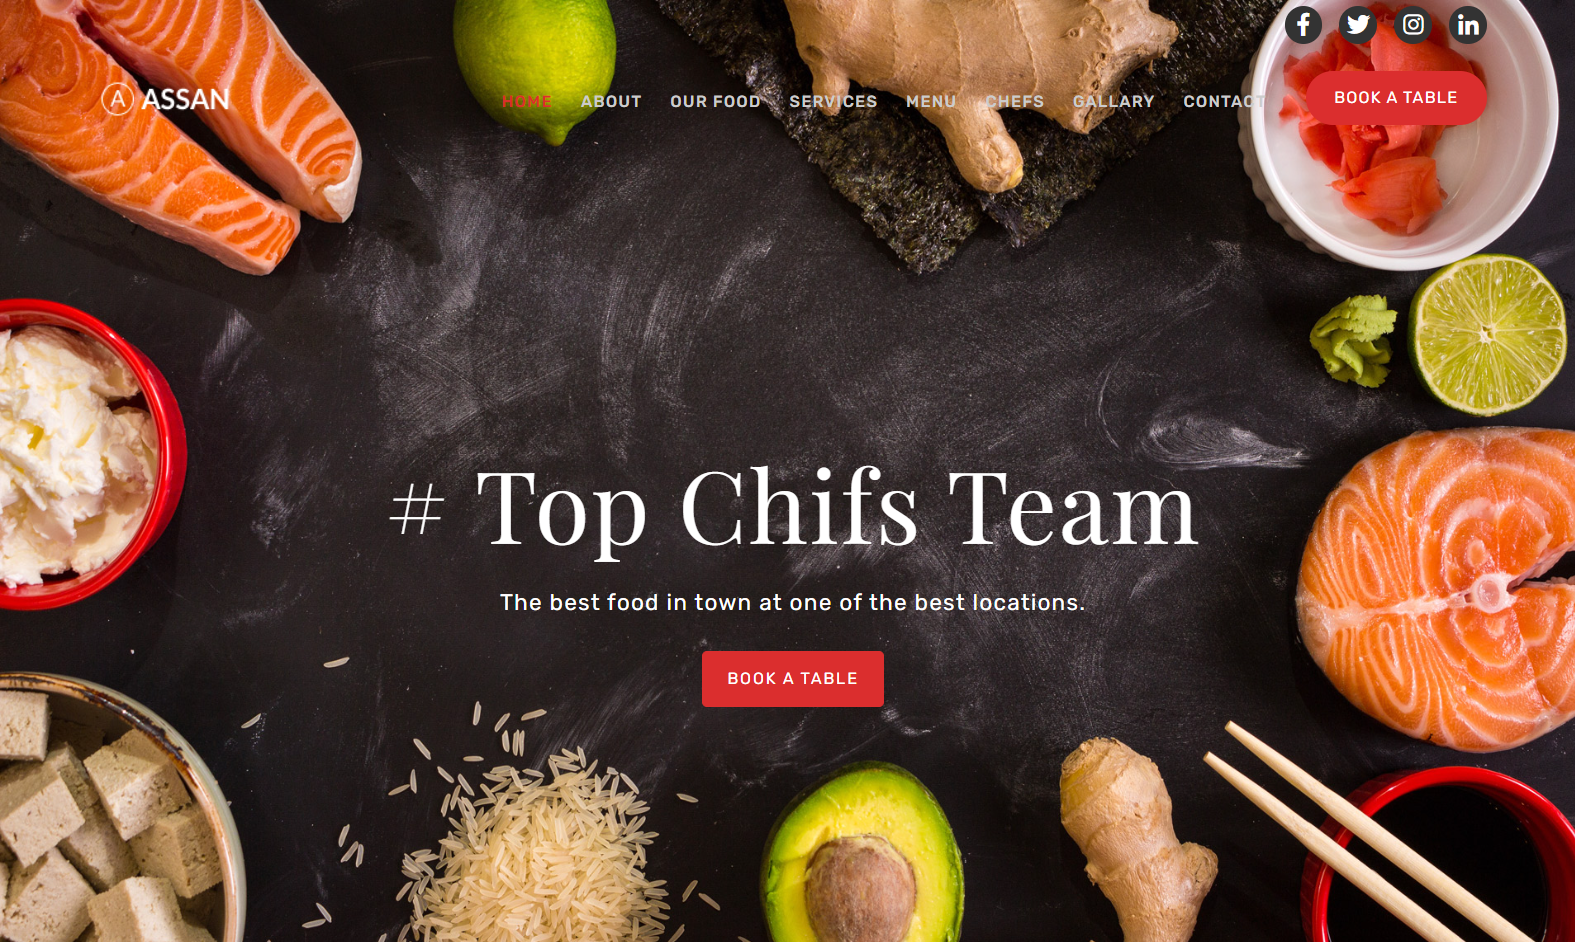 ASSAN
HOME ABOUT OUR FOOD SERVICES MENU CHEFS GALLARY CONTACT
BOOK A TABLE
# Top Chifs Team
The best food in town at one of the best locations.
BOOK A TABLE